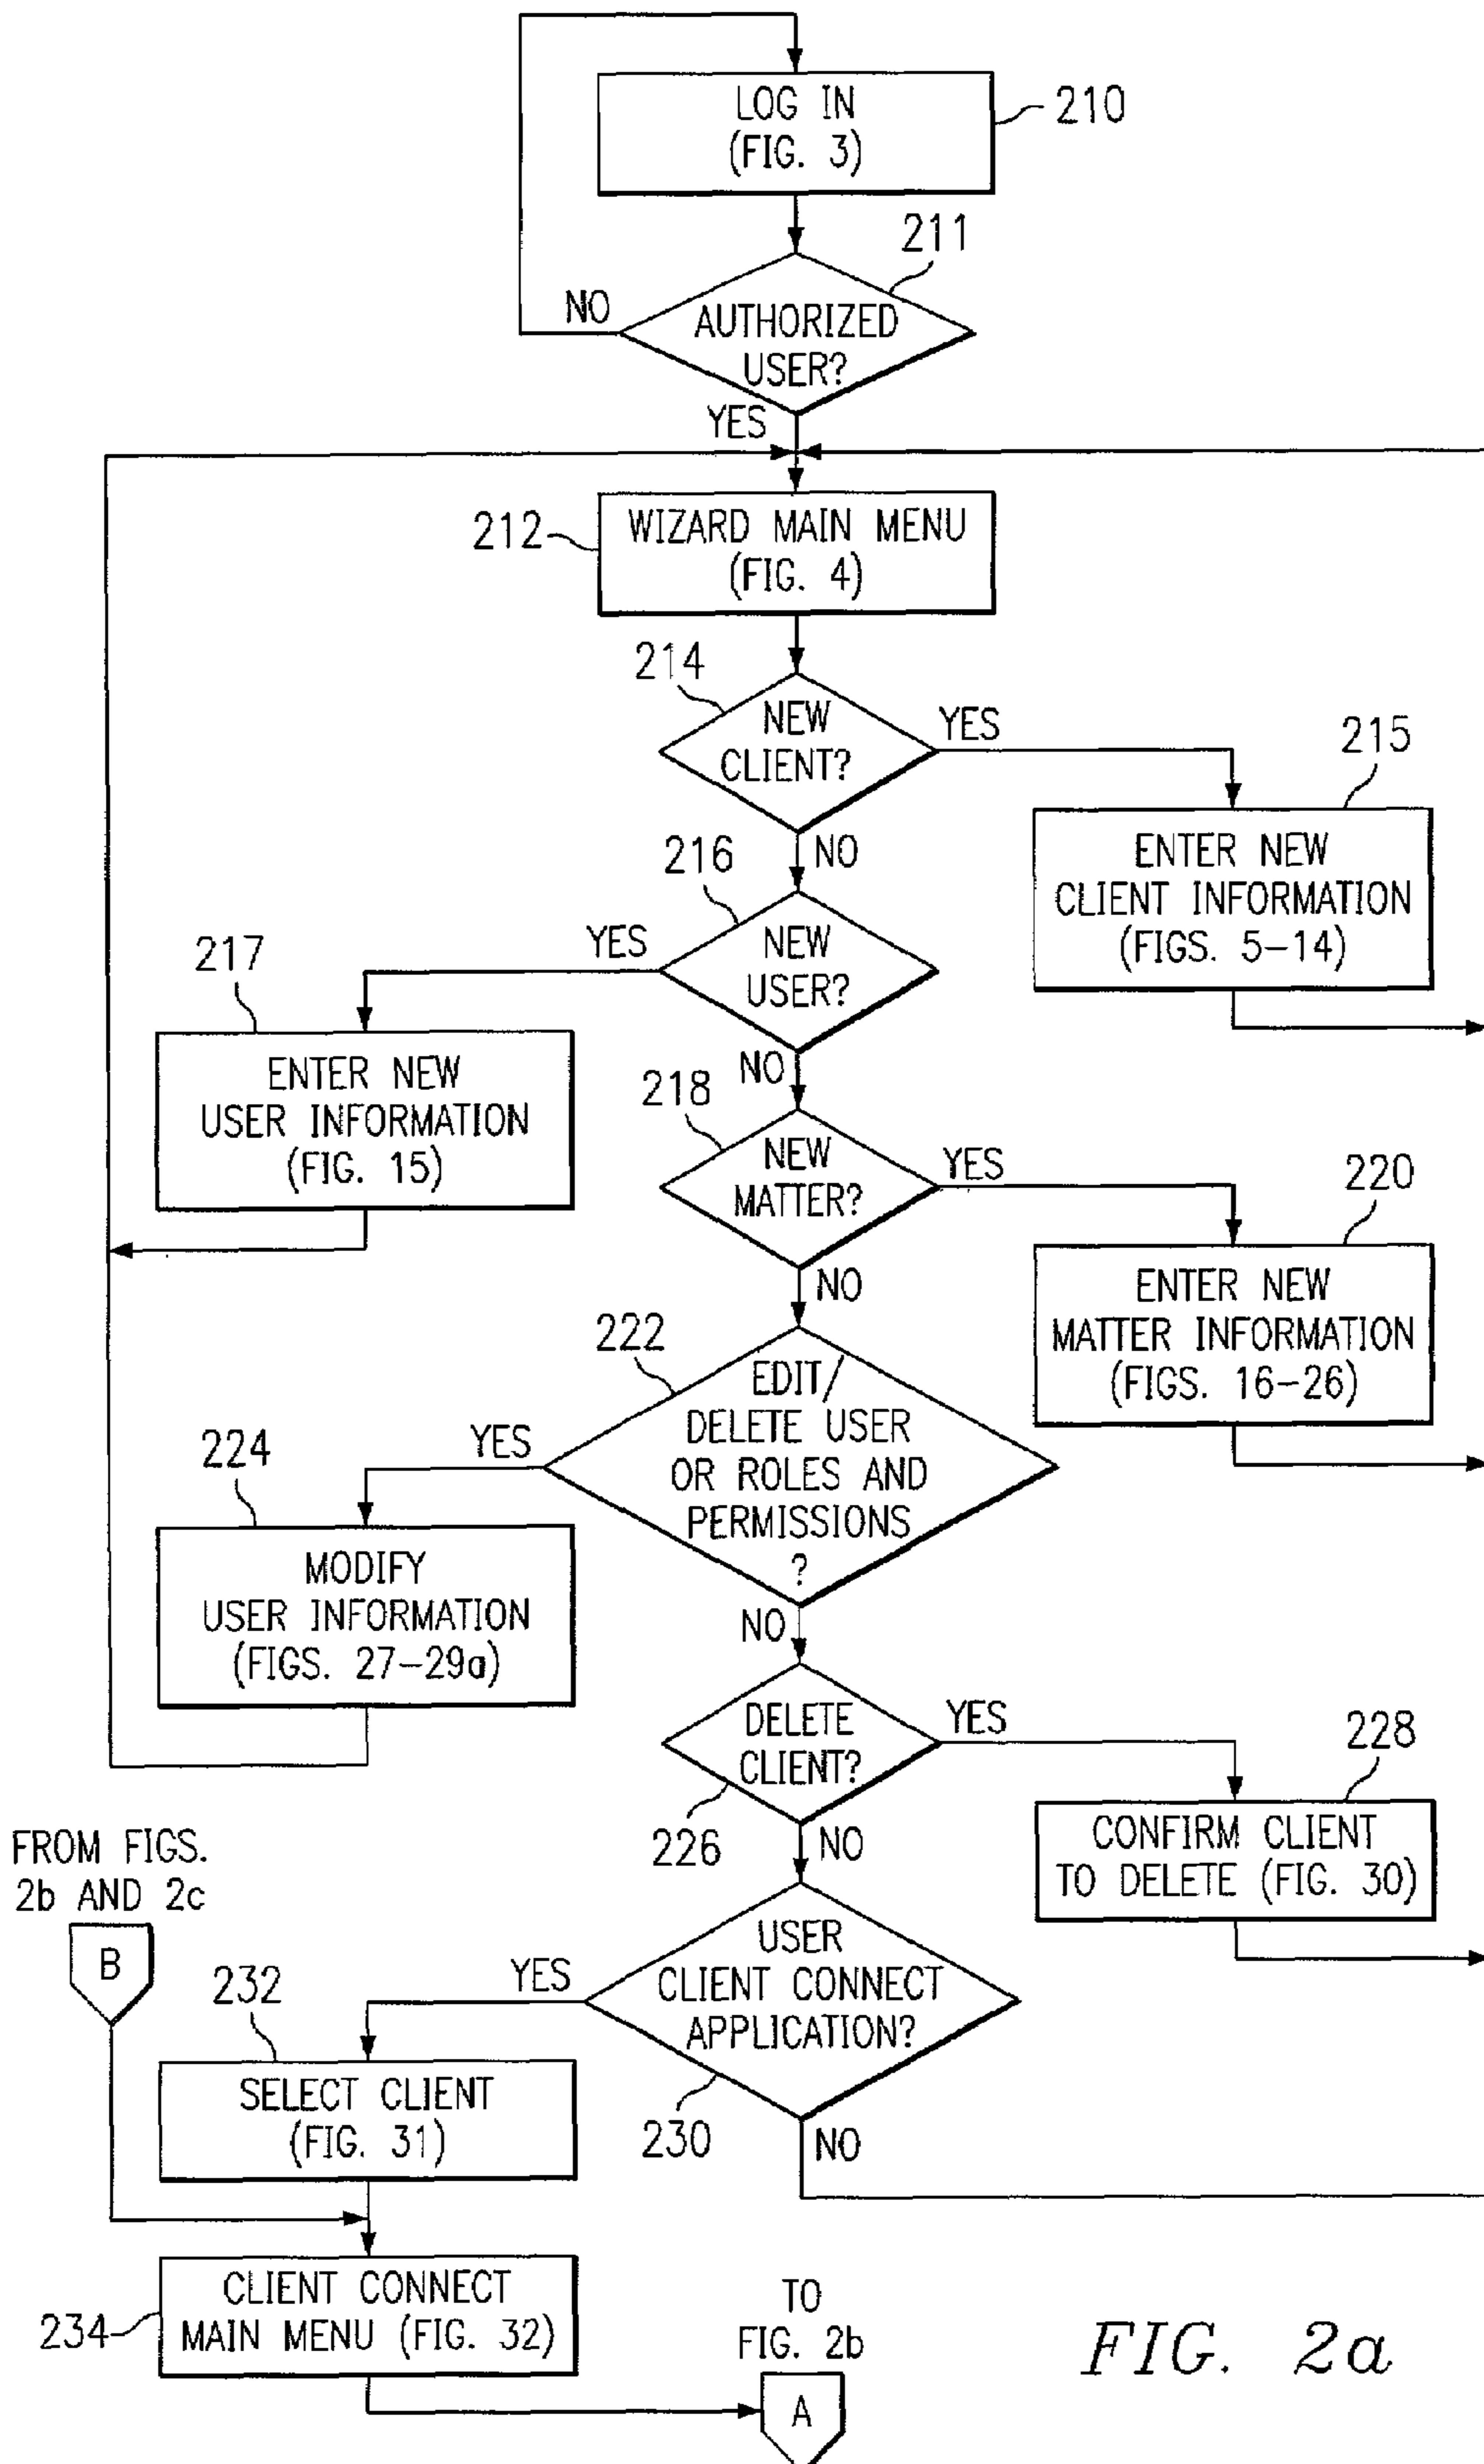 LOG IN
(FIG. 3)
210
211
AUTHORIZED
USER?
NO
YES
212
WIZARD MAIN MENU
(FIG. 4)
214
NEW
CLIENT?
YES
215
ENTER NEW
CLIENT INFORMATION
(FIGS. 5-14)
NO
216
NEW
USER?
YES
217
ENTER NEW
USER INFORMATION
(FIG. 15)
NO
218
NEW
MATTER?
YES
220
ENTER NEW
MATTER INFORMATION
(FIGS. 16-26)
NO
222
EDIT/
DELETE USER
OR ROLES AND
PERMISSIONS
?
YES
224
MODIFY
USER INFORMATION
(FIGS. 27-29a)
NO
DELETE
CLIENT?
226
YES
228
CONFIRM CLIENT
TO DELETE (FIG. 30)
NO
USER
CLIENT CONNECT
APPLICATION?
230
YES
NO
FROM FIGS.
2b AND 2c
B
232
SELECT CLIENT
(FIG. 31)
234
CLIENT CONNECT
MAIN MENU (FIG. 32)
TO
FIG. 2b
A
FIG. 2a